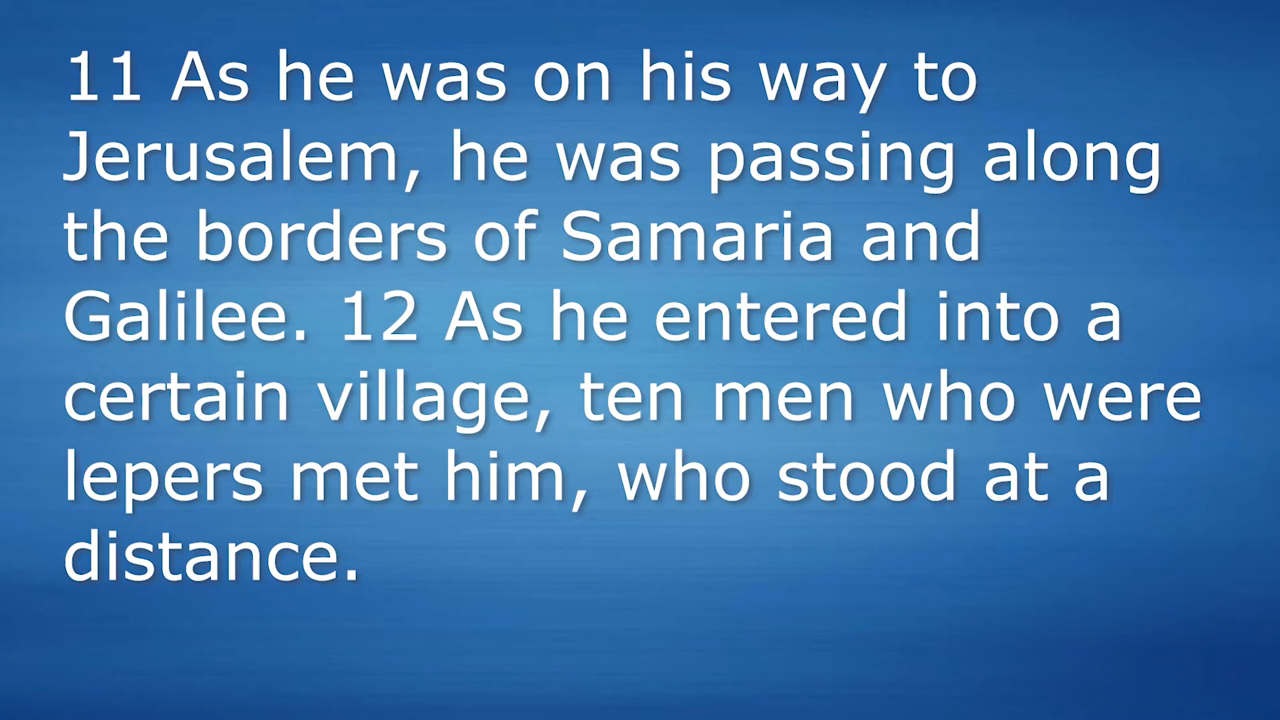 11 As he was on his way to
Jerusalem, he was passing along
the borders of Samaria and
Galilee. 12 As he entered into a
certain village, ten men who were
lepers met him, who stood at a
distance.